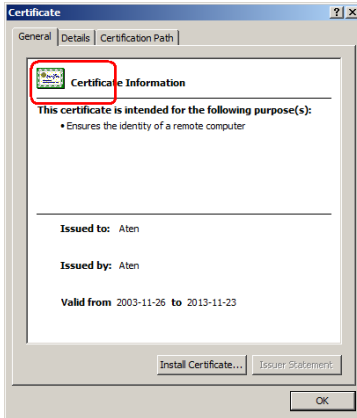 Certificate
General Details Certification Path
Certificate Information
This certificate is intended for the following purpose(s):
• Ensures the identity of a remote computer
Issued to: Aten
Issued by: Aten
Valid from 2003-11-26 to 2013-11-23
Install Certificate... Issuer Statement
OK